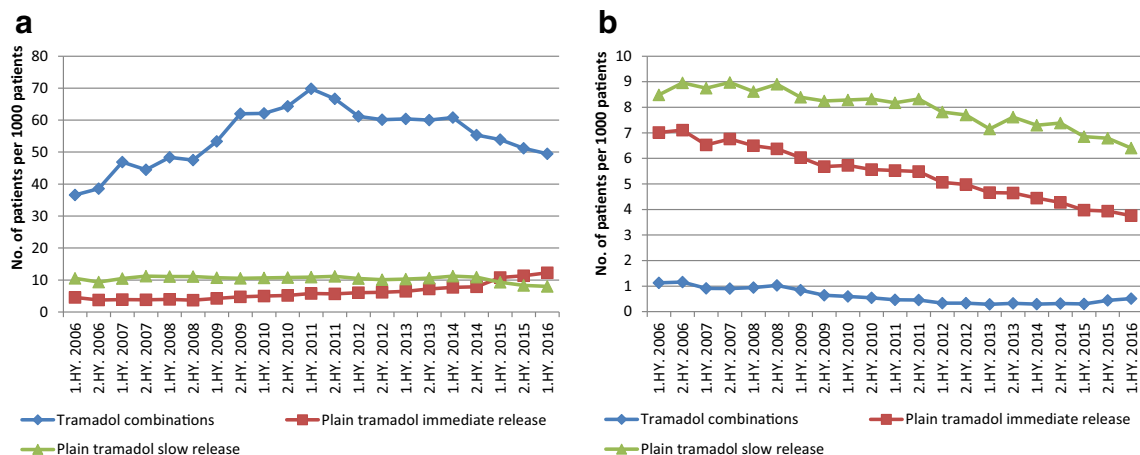 a
No. of patients per 1000 patients
80
70
60
50
40
30
20
10
0
1.HY. 2006
2.HY. 2006
1.HY. 2007
2.HY. 2007
1.HY. 2008
2.HY. 2008
1.HY. 2009
2.HY. 2009
1.HY. 2010
2.HY. 2010
1.HY. 2011
2.HY. 2011
1.HY. 2012
2.HY. 2012
1.HY. 2013
2.HY. 2013
1.HY. 2014
2.HY. 2014
1.HY. 2015
2.HY. 2015
1.HY. 2016
Tramadol combinations
Plain tramadol immediate release
Plain tramadol slow release
b
No. of patients per 1000 patients
10
9
8
7
6
5
4
3
2
1
0
1.HY. 2006
2.HY. 2006
1.HY. 2007
2.HY. 2007
1.HY. 2008
2.HY. 2008
1.HY. 2009
2.HY. 2009
1.HY. 2010
2.HY. 2010
1.HY. 2011
2.HY. 2011
1.HY. 2012
2.HY. 2012
1.HY. 2013
2.HY. 2013
1.HY. 2014
2.HY. 2014
1.HY. 2015
2.HY. 2015
1.HY. 2016
Tramadol combinations
Plain tramadol immediate release
Plain tramadol slow release